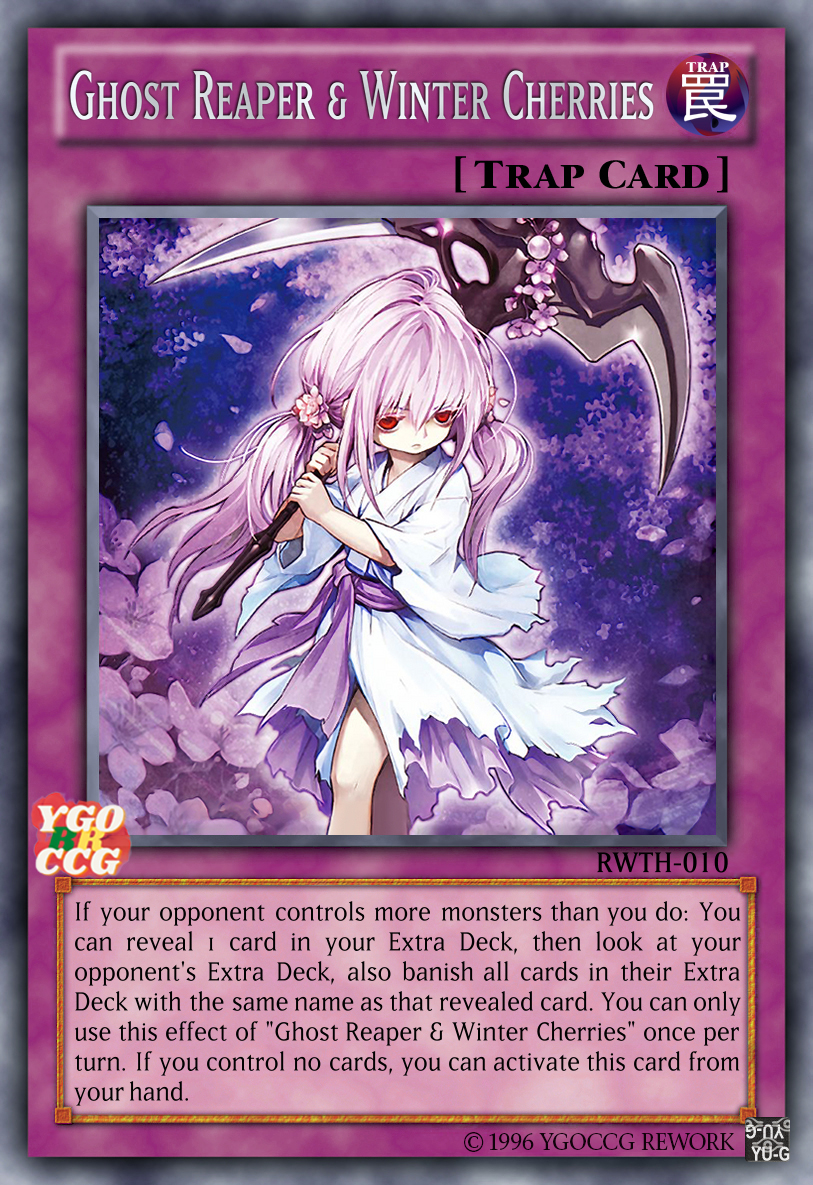 Ghost Reaper & Winter Cherries
TRAP
罠
[ Trap Card ]
YGO
RR
CCG
RWTH-010
If your opponent controls more monsters than you do: You
can reveal 1 card in your Extra Deck, then look at your
opponent's Extra Deck, also banish all cards in their Extra
Deck with the same name as that revealed card. You can only
use this effect of "Ghost Reaper & Winter Cherries" once per
turn. If you control no cards, you can activate this card from
your hand.
© 1996 YGOCCG REWORK
YU-G